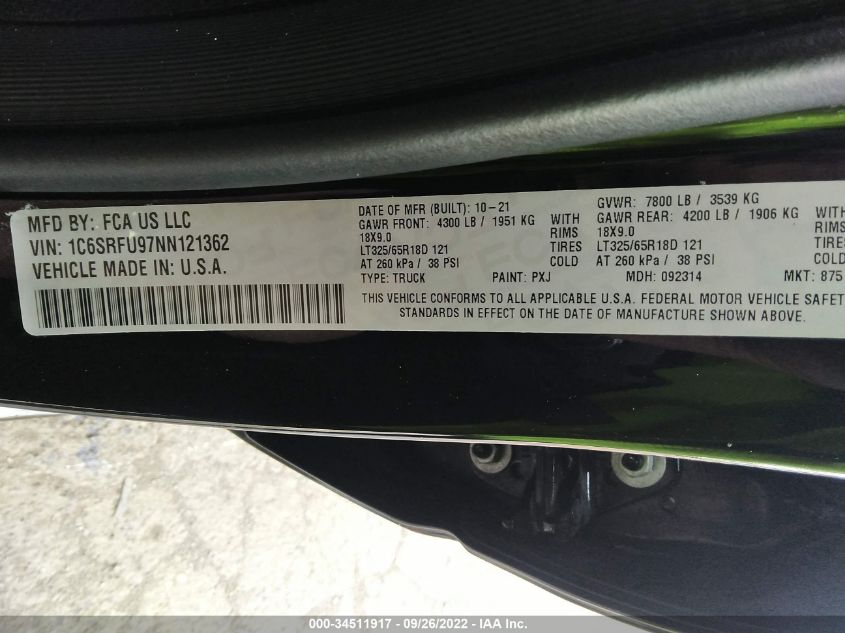 MFD BY: FCA US LLC
VIN: 1C6SRFU97NN121362
VEHICLE MADE IN: U.S.A.
DATE OF MFR (BUILT): 10-21
GAWR FRONT: 4300 LB / 1951 KG WITH
18X9.0 RIMS
LT325/65R18D 121 TIRES
AT 260 kPa / 38 PSI COLD
TYPE: TRUCK PAINT: PXJ
GVWR: 7800 LB / 3539 KG
GAWR REAR: 4200 LB / 1906 KG WITH
18X9.0 RIMS
LT325/65R18D 121 TIRES
AT 260 kPa / 38 PSI COLD
MDH: 092314 MKT: 875
THIS VEHICLE CONFORMS TO ALL APPLICABLE U.S.A. FEDERAL MOTOR VEHICLE SAFET
STANDARDS IN EFFECT ON THE DATE OF MANUFACTURE SHOWN ABOVE.
000-34511917 - 09/26/2022 - IAA Inc.